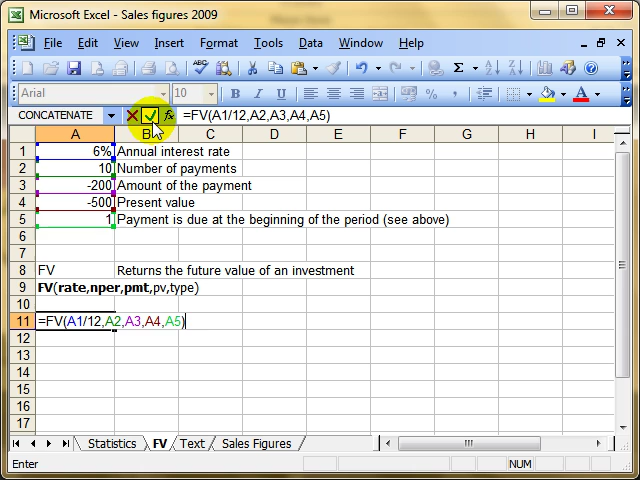 Microsoft Excel - Sales figures 2009
File Edit View Insert Format Tools Data Window Help
Arial 10 B I U
CONCATENATE fx =FV(A1/12,A2,A3,A4,A5)
A B C D E F G H I
1 6% Annual interest rate
2 10 Number of payments
3 -200 Amount of the payment
4 -500 Present value
5 1 Payment is due at the beginning of the period (see above)
6
7
8 FV Returns the future value of an investment
9 FV(rate,nper,pmt,pv,type)
10
11 =FV(A1/12,A2,A3,A4,A5)
12
13
14
15
16
17
Statistics FV Text Sales Figures
Enter NUM